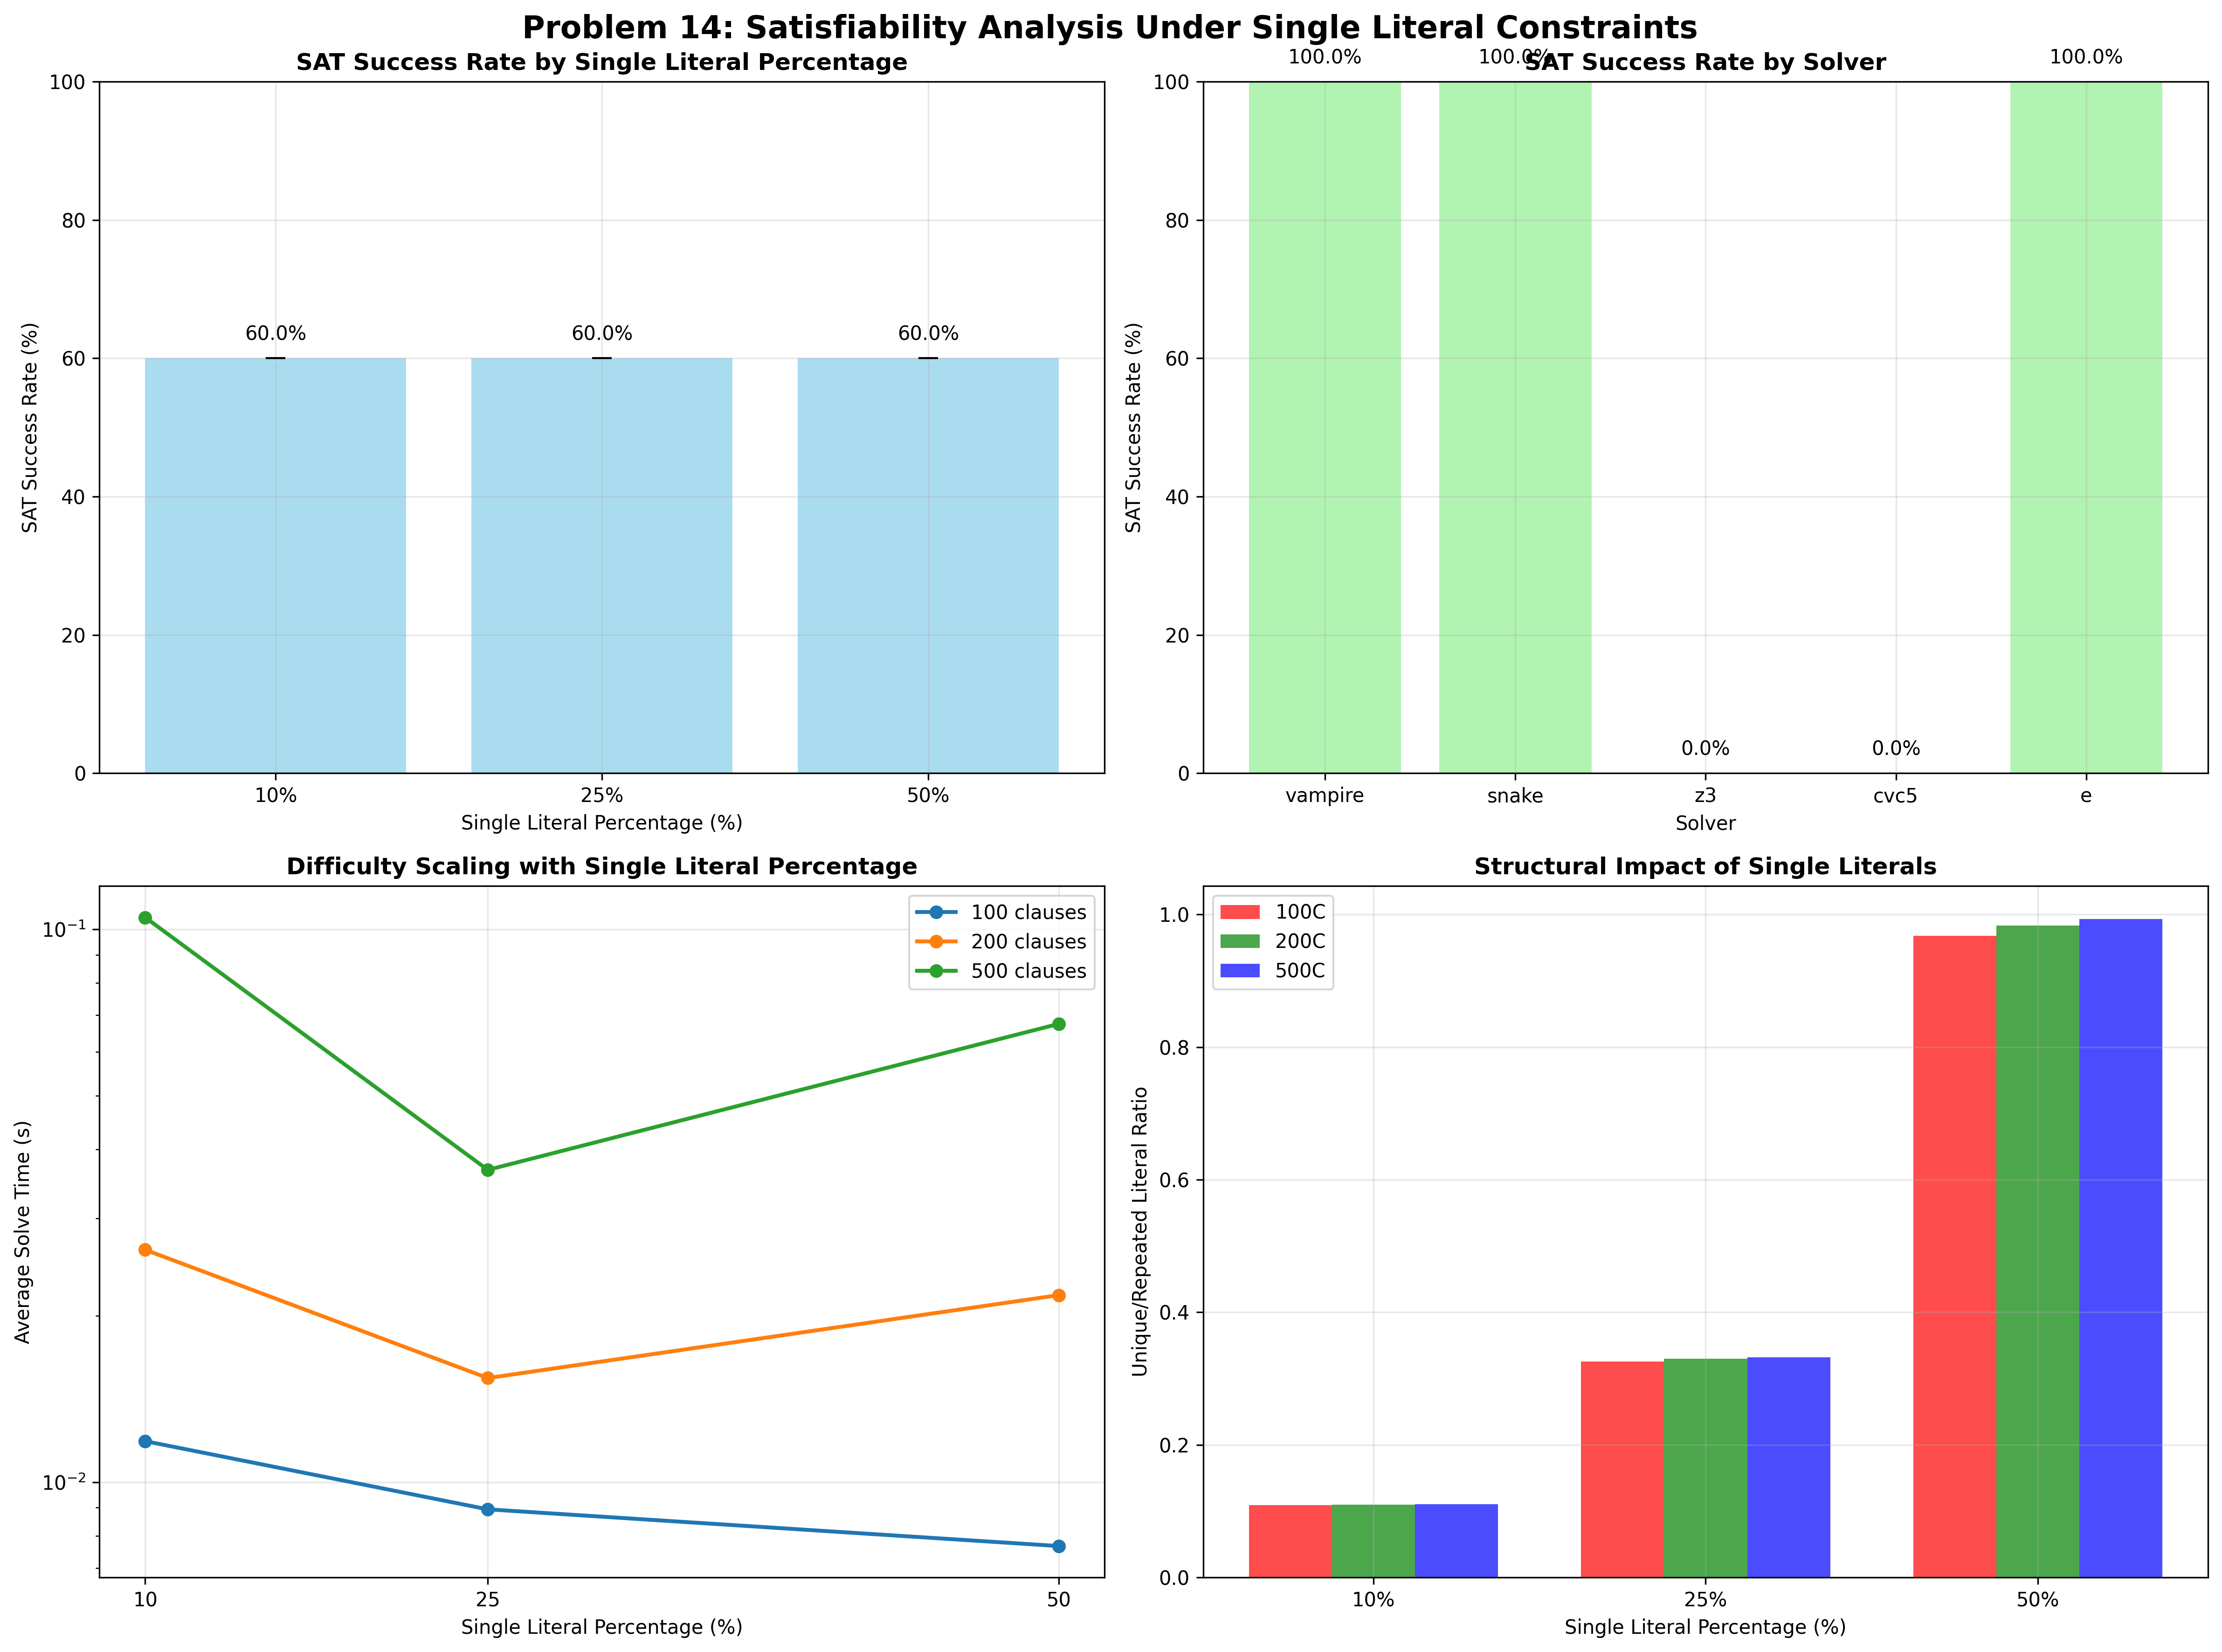 Problem 14: Satisfiability Analysis Under Single Literal Constraints
SAT Success Rate by Single Literal Percentage
SAT Success Rate (%)
100
80
60
40
20
0
60.0%
60.0%
60.0%
10%
25%
50%
Single Literal Percentage (%)
SAT Success Rate by Solver
SAT Success Rate (%)
100
80
60
40
20
0
100.0%
100.0%
0.0%
0.0%
100.0%
vampire
snake
z3
cvc5
e
Solver
Difficulty Scaling with Single Literal Percentage
Average Solve Time (s)
10⁻¹
10⁻²
100 clauses
200 clauses
500 clauses
10
25
50
Single Literal Percentage (%)
Structural Impact of Single Literals
Unique/Repeated Literal Ratio
1.0
0.8
0.6
0.4
0.2
0.0
100C
200C
500C
10%
25%
50%
Single Literal Percentage (%)